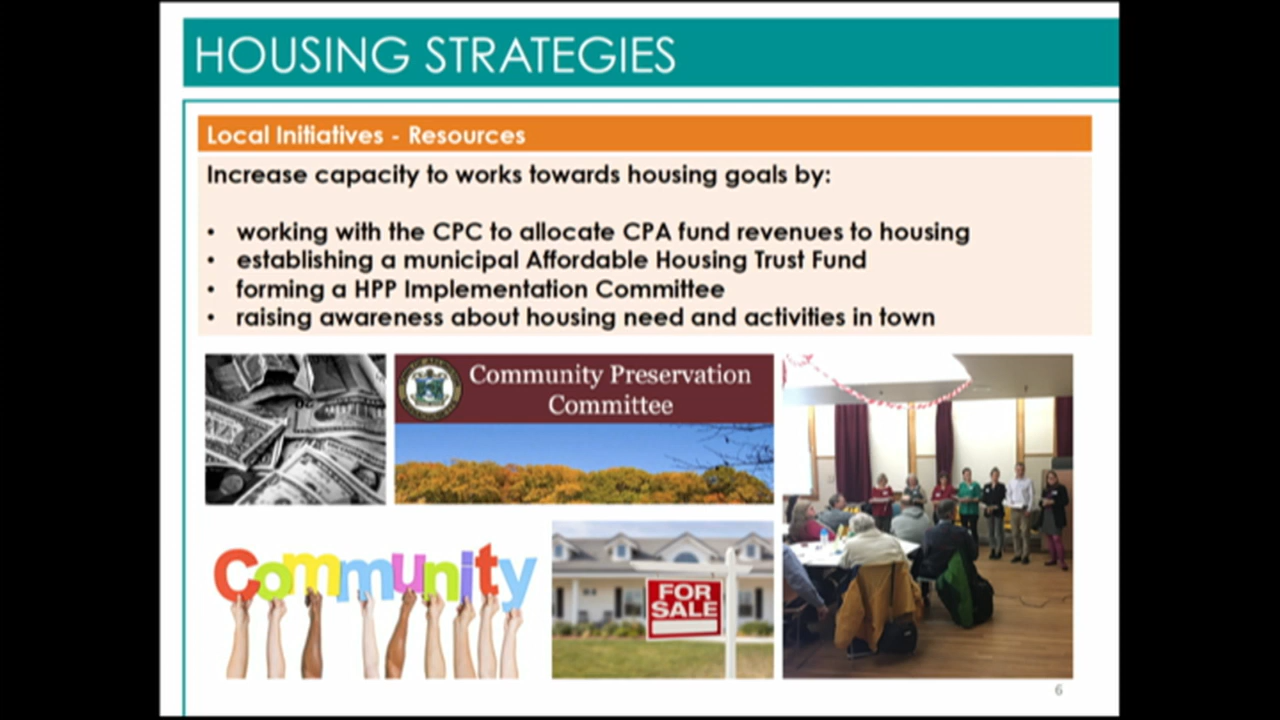 HOUSING STRATEGIES
Local Initiatives - Resources
Increase capacity to works towards housing goals by:
• working with the CPC to allocate CPA fund revenues to housing
• establishing a municipal Affordable Housing Trust Fund
• forming a HPP Implementation Committee
• raising awareness about housing need and activities in town
Community Preservation
Committee
Community
FOR
SALE
6